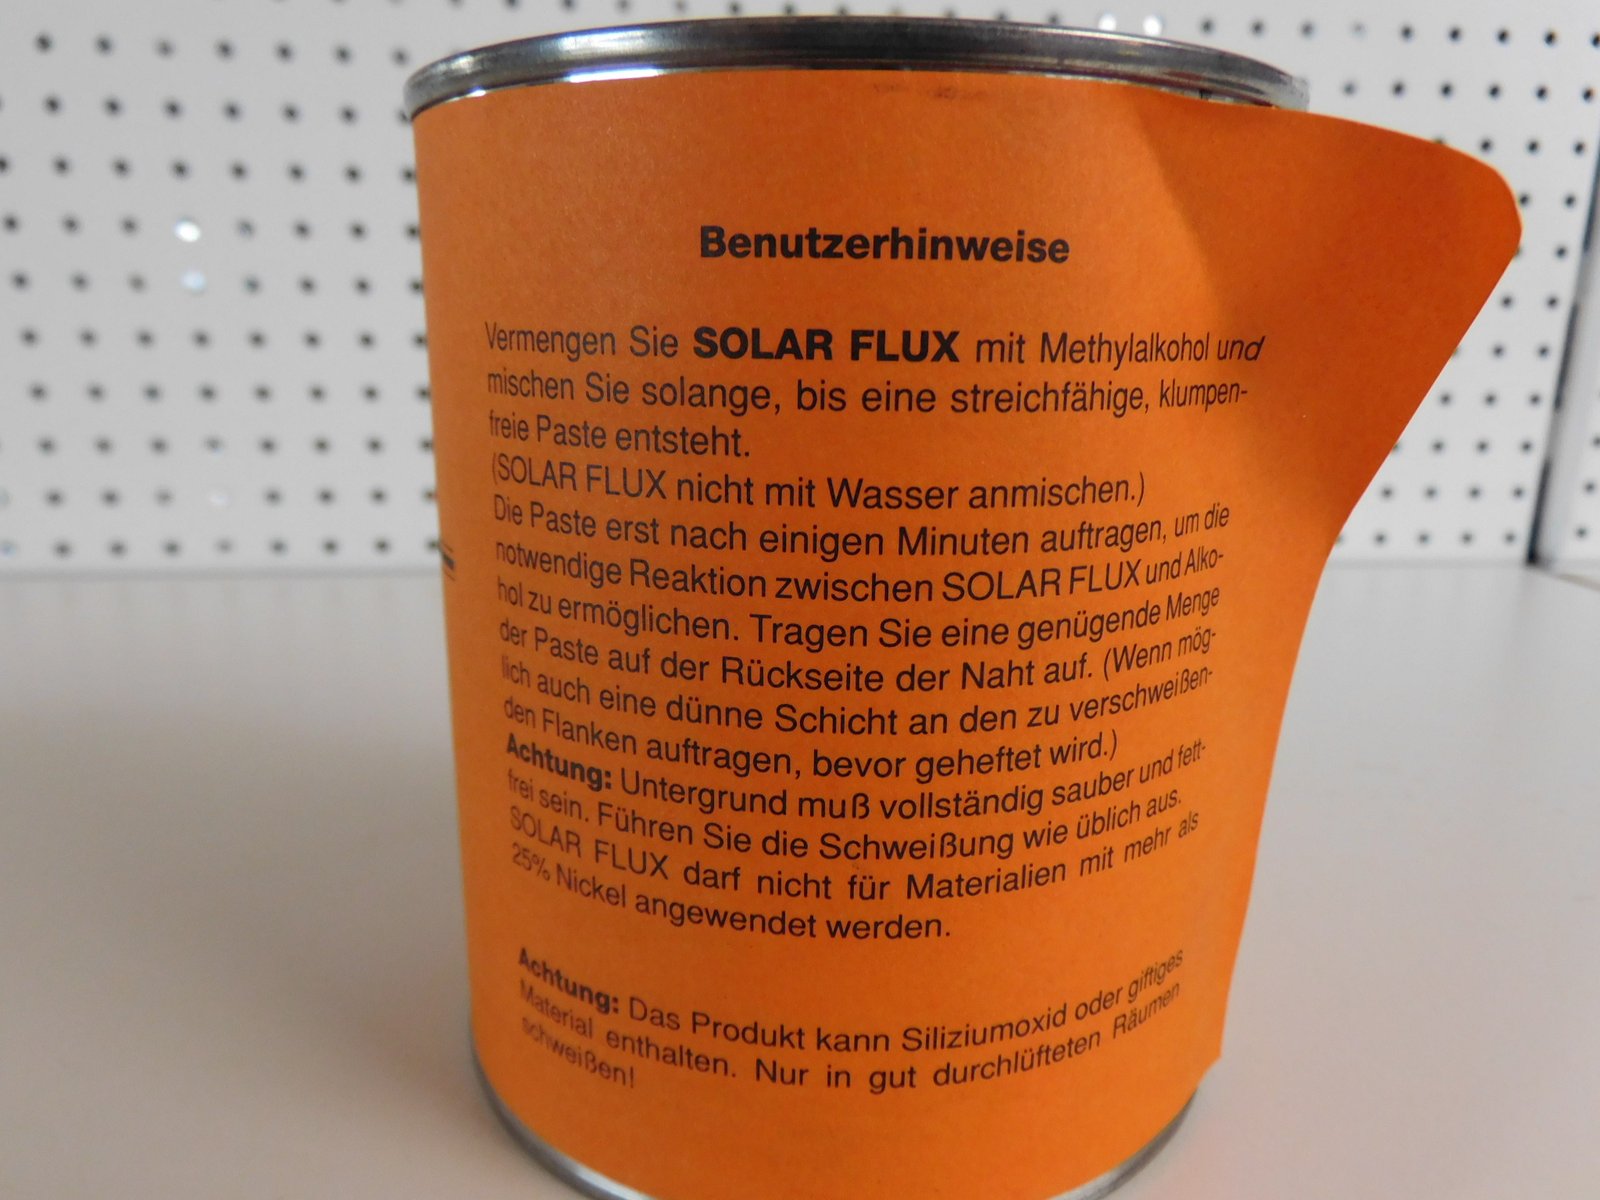 Benutzerhinweise
Vermengen Sie SOLAR FLUX mit Methylalkohol und
mischen Sie solange, bis eine streichfähige, klumpen-
freie Paste entsteht.
(SOLAR FLUX nicht mit Wasser anmischen.)
Die Paste erst nach einigen Minuten auftragen, um die
notwendige Reaktion zwischen SOLAR FLUX und Alko-
hol zu ermöglichen. Tragen Sie eine genügende Menge
der Paste auf der Rückseite der Naht auf. (Wenn mög-
lich auch eine dünne Schicht an den zu verschweißen-
den Flanken auftragen, bevor geheftet wird.)
Achtung: Untergrund muß vollständig sauber und fett-
frei sein. Führen Sie die Schweißung wie üblich aus.
SOLAR FLUX darf nicht für Materialien mit mehr als
25% Nickel angewendet werden.
Achtung: Das Produkt kann Siliziumoxid oder giftiges
Material enthalten. Nur in gut durchlüfteten Räumen
schweißen!